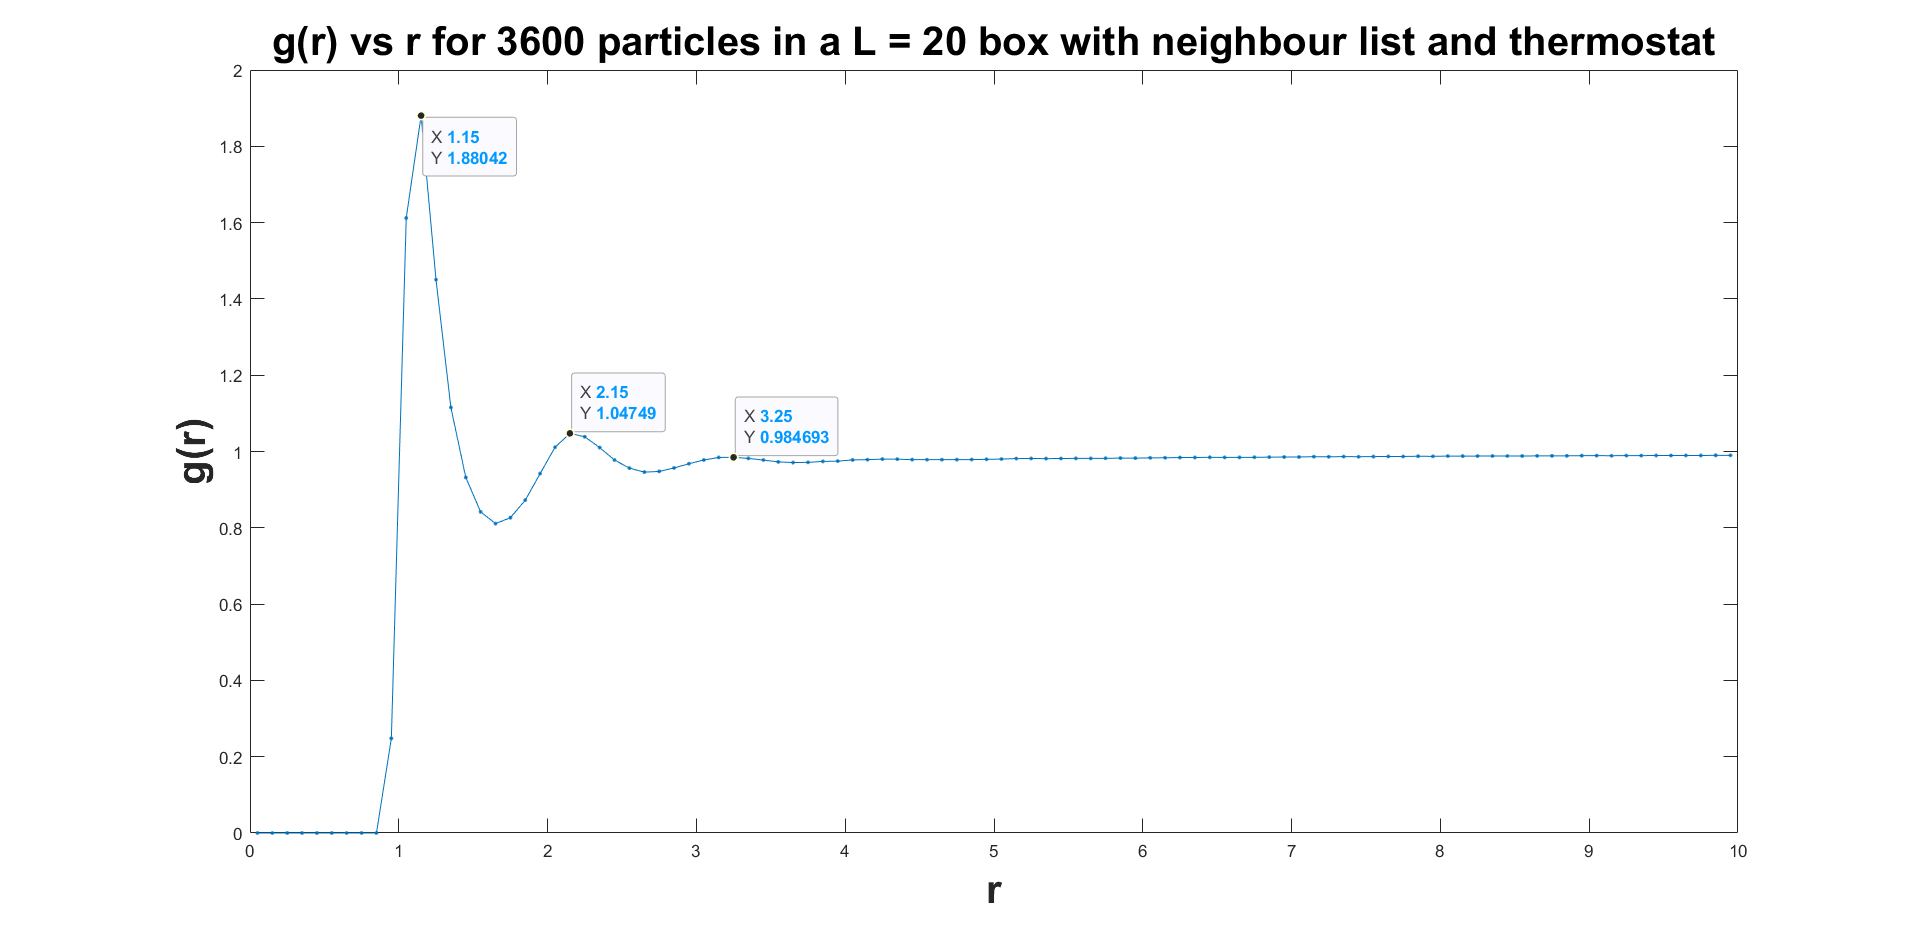 g(r) vs r for 3600 particles in a L = 20 box with neighbour list and thermostat
2
1.8
1.6
1.4
1.2
1
0.8
0.6
0.4
0.2
0
g(r)
X 1.15
Y 1.88042
X 2.15
Y 1.04749
X 3.25
Y 0.984693
0 1 2 3 4 5 6 7 8 9 10
r